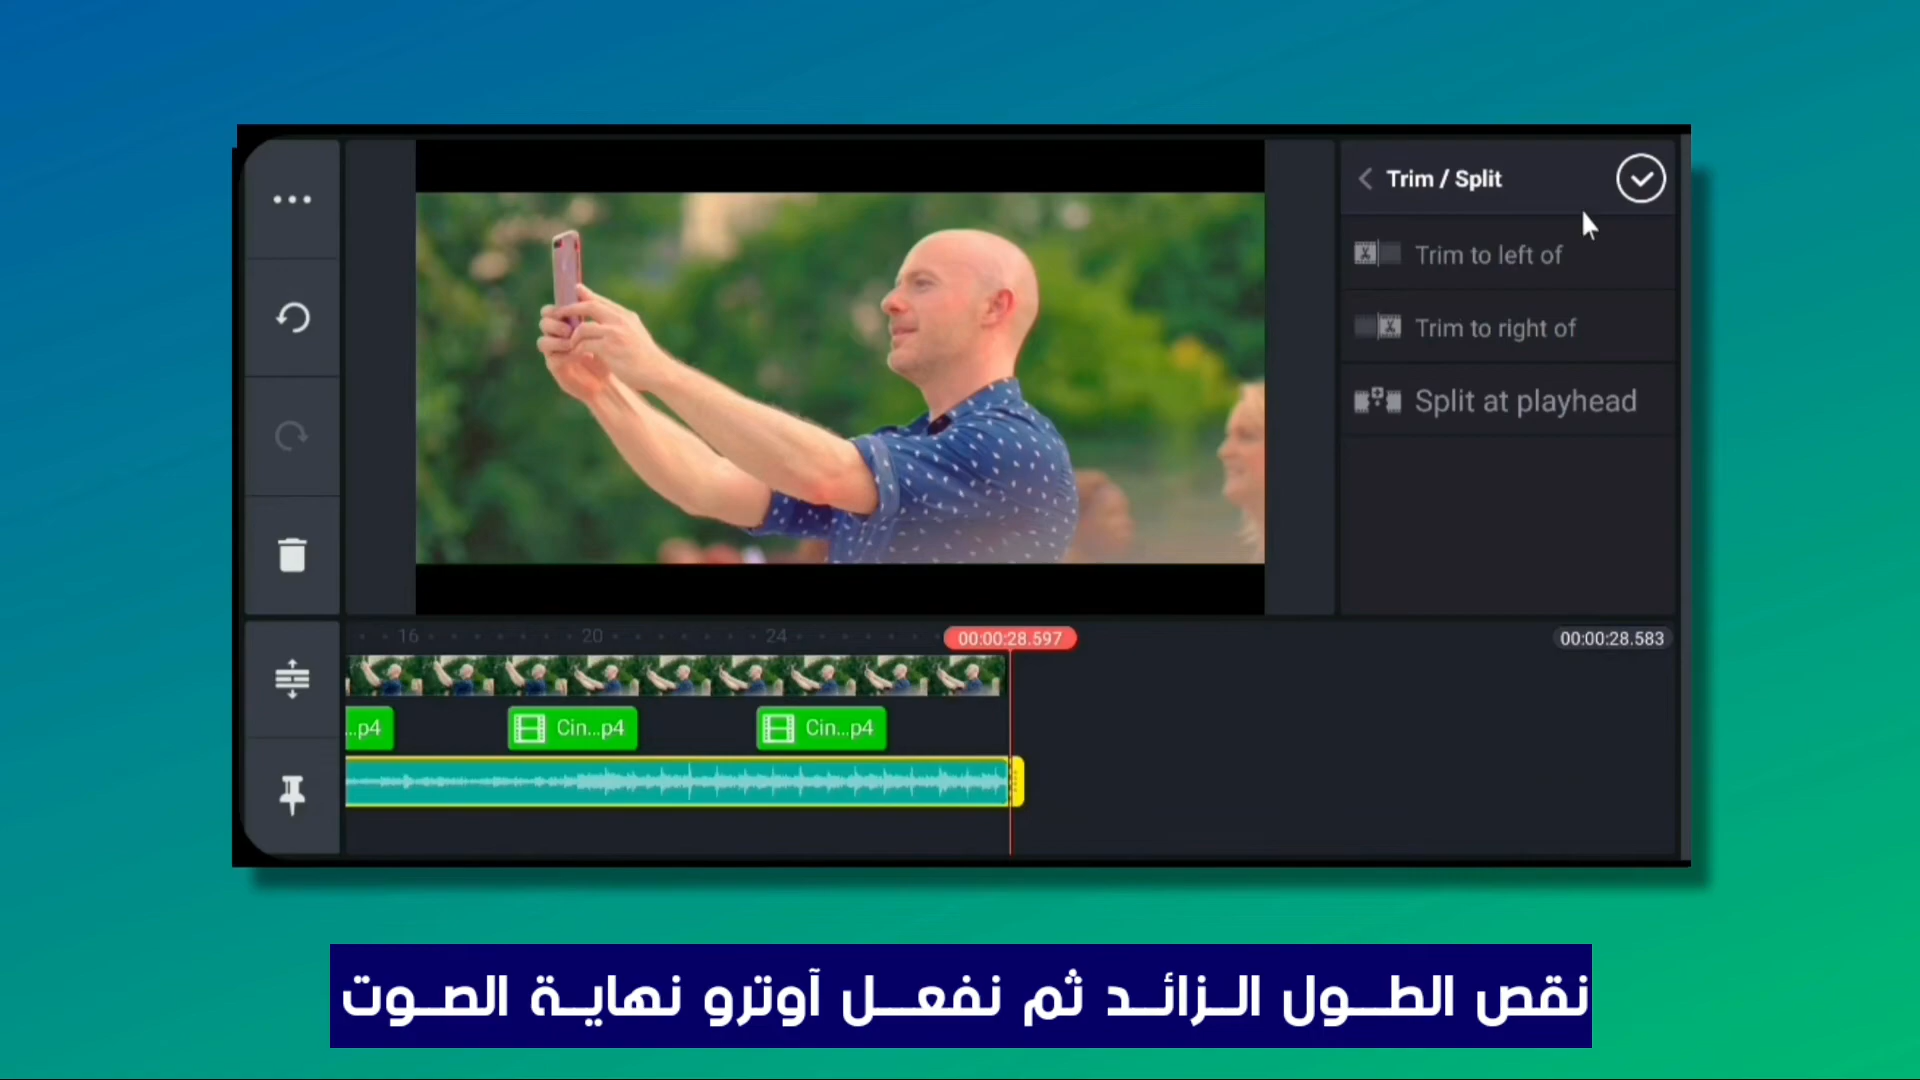 Trim / Split
Trim to left of
Trim to right of
Split at playhead
16 20 24 00:00:28.597 00:00:28.583
...p4 Cin...p4 Cin...p4
نقص الطول الزائد ثم نفعل آوترو نهاية الصوت